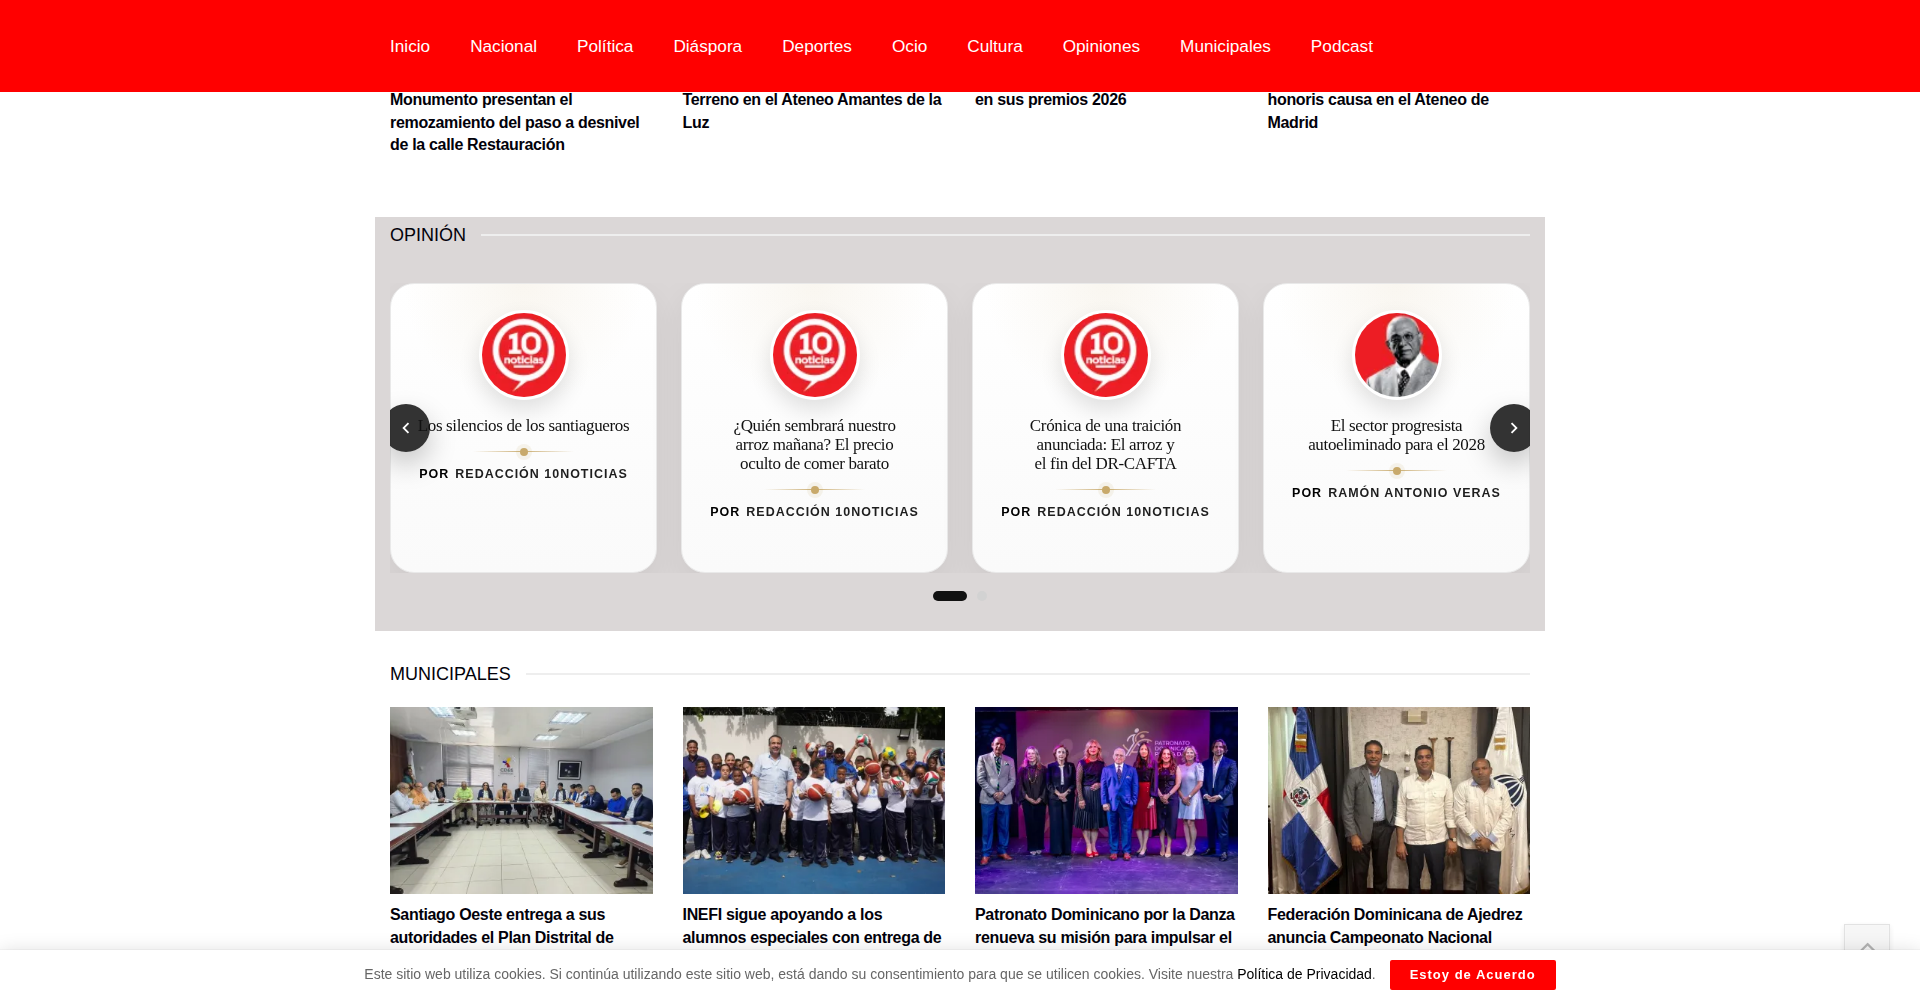 Inicio Nacional Política Diáspora Deportes Ocio Cultura Opiniones Municipales Podcast
Monumento presentan el
remozamiento del paso a desnivel
de la calle Restauración
Terreno en el Ateneo Amantes de la
Luz
en sus premios 2026
honoris causa en el Ateneo de
Madrid
OPINIÓN
10
noticias
Los silencios de los santiagueros
POR REDACCIÓN 10NOTICIAS
10
noticias
¿Quién sembrará nuestro
arroz mañana? El precio
oculto de comer barato
POR REDACCIÓN 10NOTICIAS
10
noticias
Crónica de una traición
anunciada: El arroz y
el fin del DR-CAFTA
POR REDACCIÓN 10NOTICIAS
El sector progresista
autoeliminado para el 2028
POR RAMÓN ANTONIO VERAS
MUNICIPALES
PATRONATO
Santiago Oeste entrega a sus
autoridades el Plan Distrital de
INEFI sigue apoyando a los
alumnos especiales con entrega de
Patronato Dominicano por la Danza
renueva su misión para impulsar el
Federación Dominicana de Ajedrez
anuncia Campeonato Nacional
Este sitio web utiliza cookies. Si continúa utilizando este sitio web, está dando su consentimiento para que se utilicen cookies. Visite nuestra Política de Privacidad.
Estoy de Acuerdo